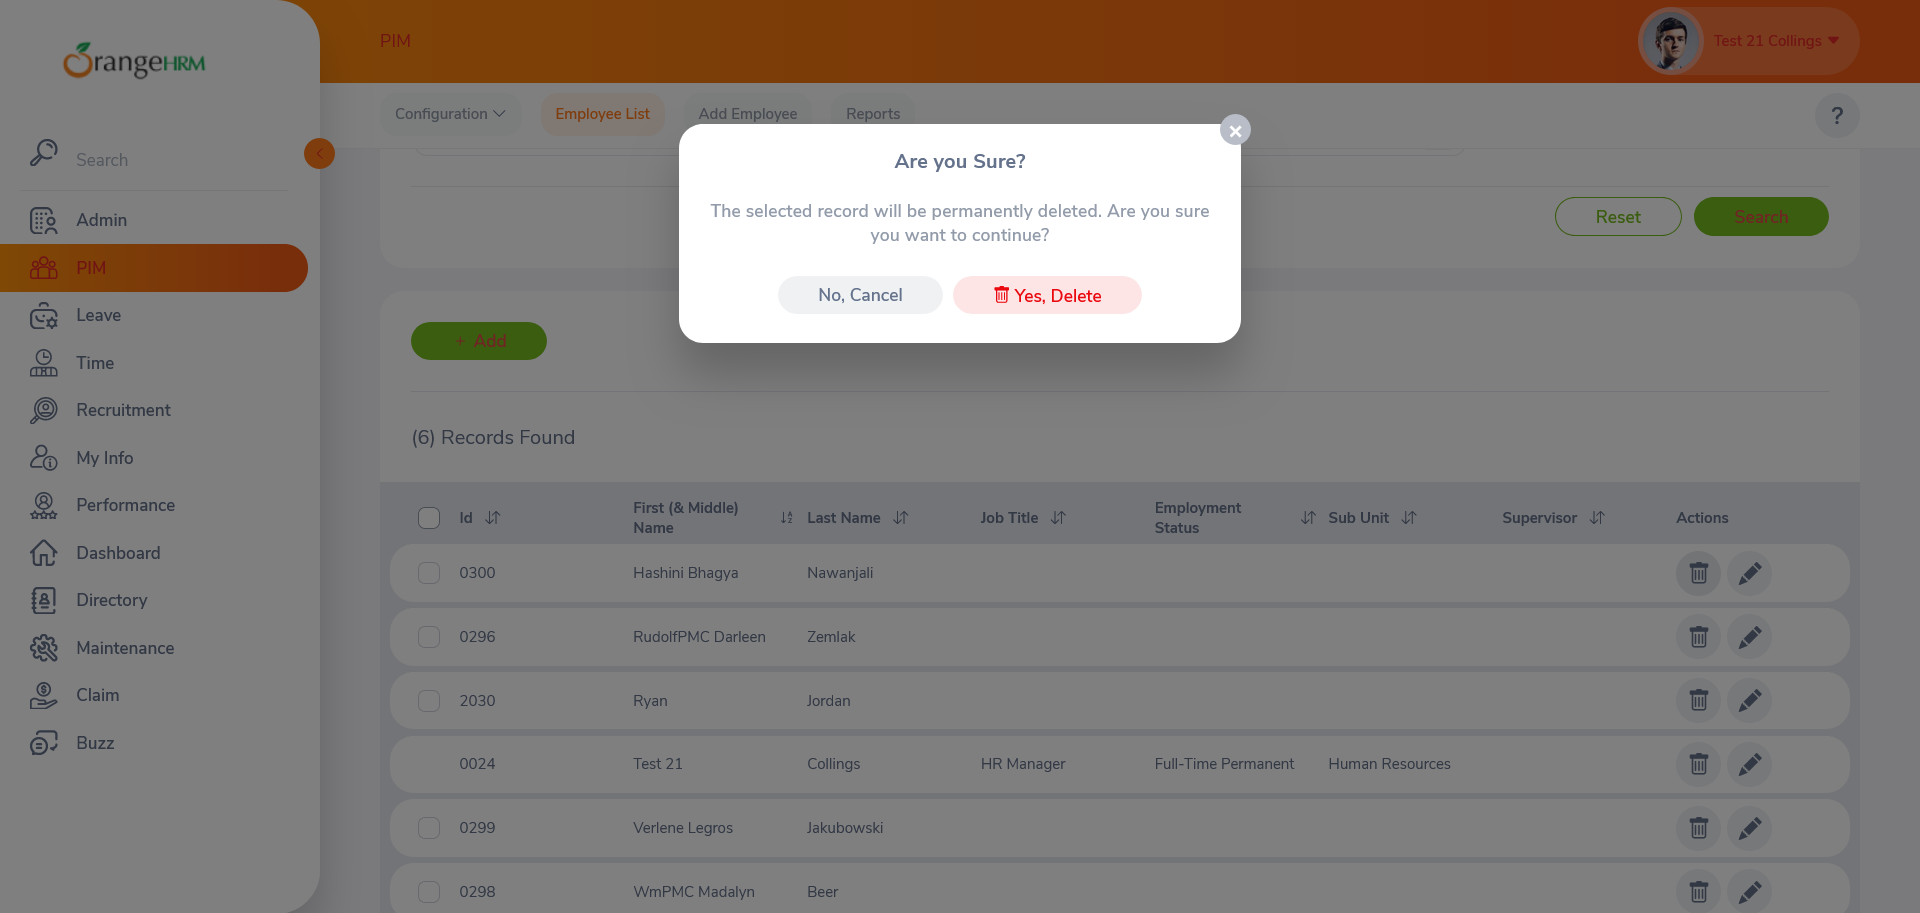 OrangeHRM
Search
Admin
PIM
Leave
Time
Recruitment
My Info
Performance
Dashboard
Directory
Maintenance
Claim
Buzz
PIM
Test 21 Collings
Configuration
Employee List
Add Employee
Reports
?
Are you Sure?
The selected record will be permanently deleted. Are you sure
you want to continue?
No, Cancel
Yes, Delete
Reset
Search
+ Add
(6) Records Found
Id
First (& Middle)
Name
Last Name
Job Title
Employment
Status
Sub Unit
Supervisor
Actions
0300 Hashini Bhagya Nawanjali
0296 RudolfPMC Darleen Zemlak
2030 Ryan Jordan
0024 Test 21 Collings HR Manager Full-Time Permanent Human Resources
0299 Verlene Legros Jakubowski
0298 WmPMC Madalyn Beer